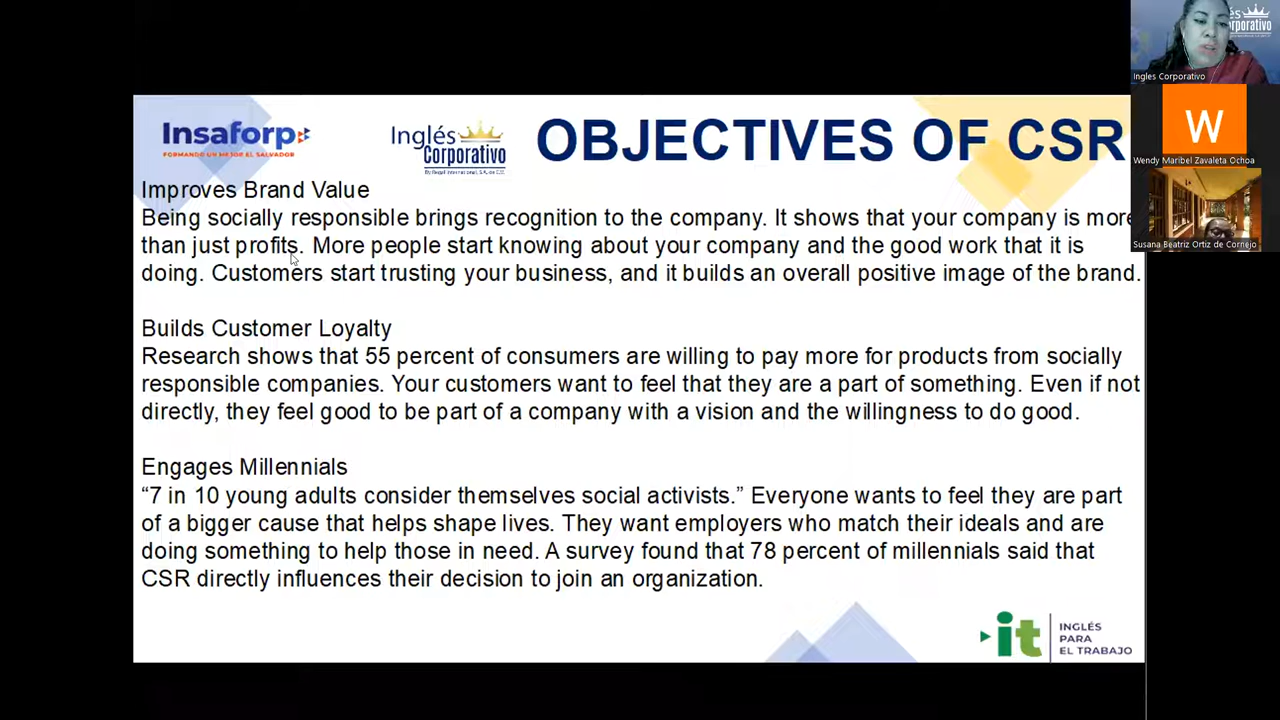 Insaforp
FORMANDO UN MEJOR EL SALVADOR
Inglés
Corporativo
By Regal International, S.A. de C.V.
OBJECTIVES OF CSR
Improves Brand Value
Being socially responsible brings recognition to the company. It shows that your company is more
than just profits. More people start knowing about your company and the good work that it is
doing. Customers start trusting your business, and it builds an overall positive image of the brand.
Builds Customer Loyalty
Research shows that 55 percent of consumers are willing to pay more for products from socially
responsible companies. Your customers want to feel that they are a part of something. Even if not
directly, they feel good to be part of a company with a vision and the willingness to do good.
Engages Millennials
“7 in 10 young adults consider themselves social activists.” Everyone wants to feel they are part
of a bigger cause that helps shape lives. They want employers who match their ideals and are
doing something to help those in need. A survey found that 78 percent of millennials said that
CSR directly influences their decision to join an organization.
it
INGLÉS
PARA
EL TRABAJO
és
orporativo
Ingles Corporativo
W
Wendy Maribel Zavaleta Ochoa
Susana Beatriz Ortiz de Cornejo